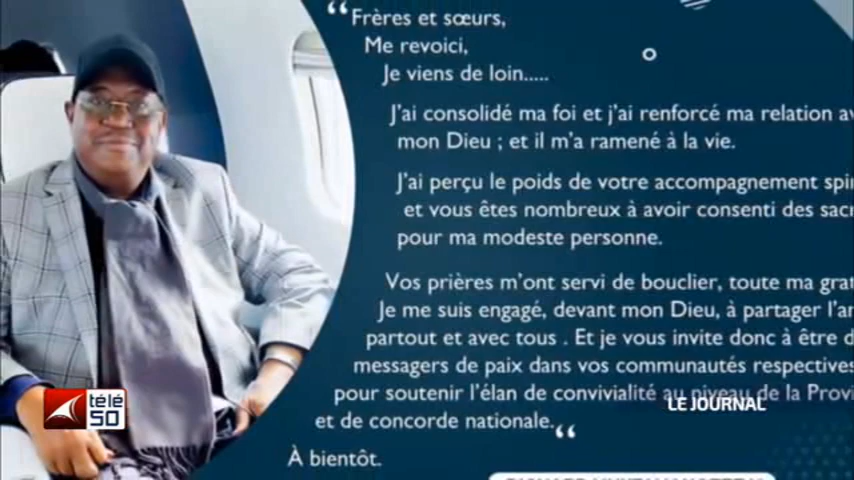 “Frères et sœurs,
Me revoici,
Je viens de loin.....
J'ai consolidé ma foi et j'ai renforcé ma relation
mon Dieu ; et il m'a ramené à la vie.
J'ai perçu le poids de votre accompagnement
et vous êtes nombreux à avoir consenti des
pour ma modeste personne.
Vos prières m'ont servi de bouclier, toute ma
Je me suis engagé, devant mon Dieu, à partager
partout et avec tous . Et je vous invite donc à être
messagers de paix dans vos communautés respectives
pour soutenir l'élan de convivialité au niveau de la
et de concorde nationale.“
À bientôt.
télé
50
LE JOURNAL